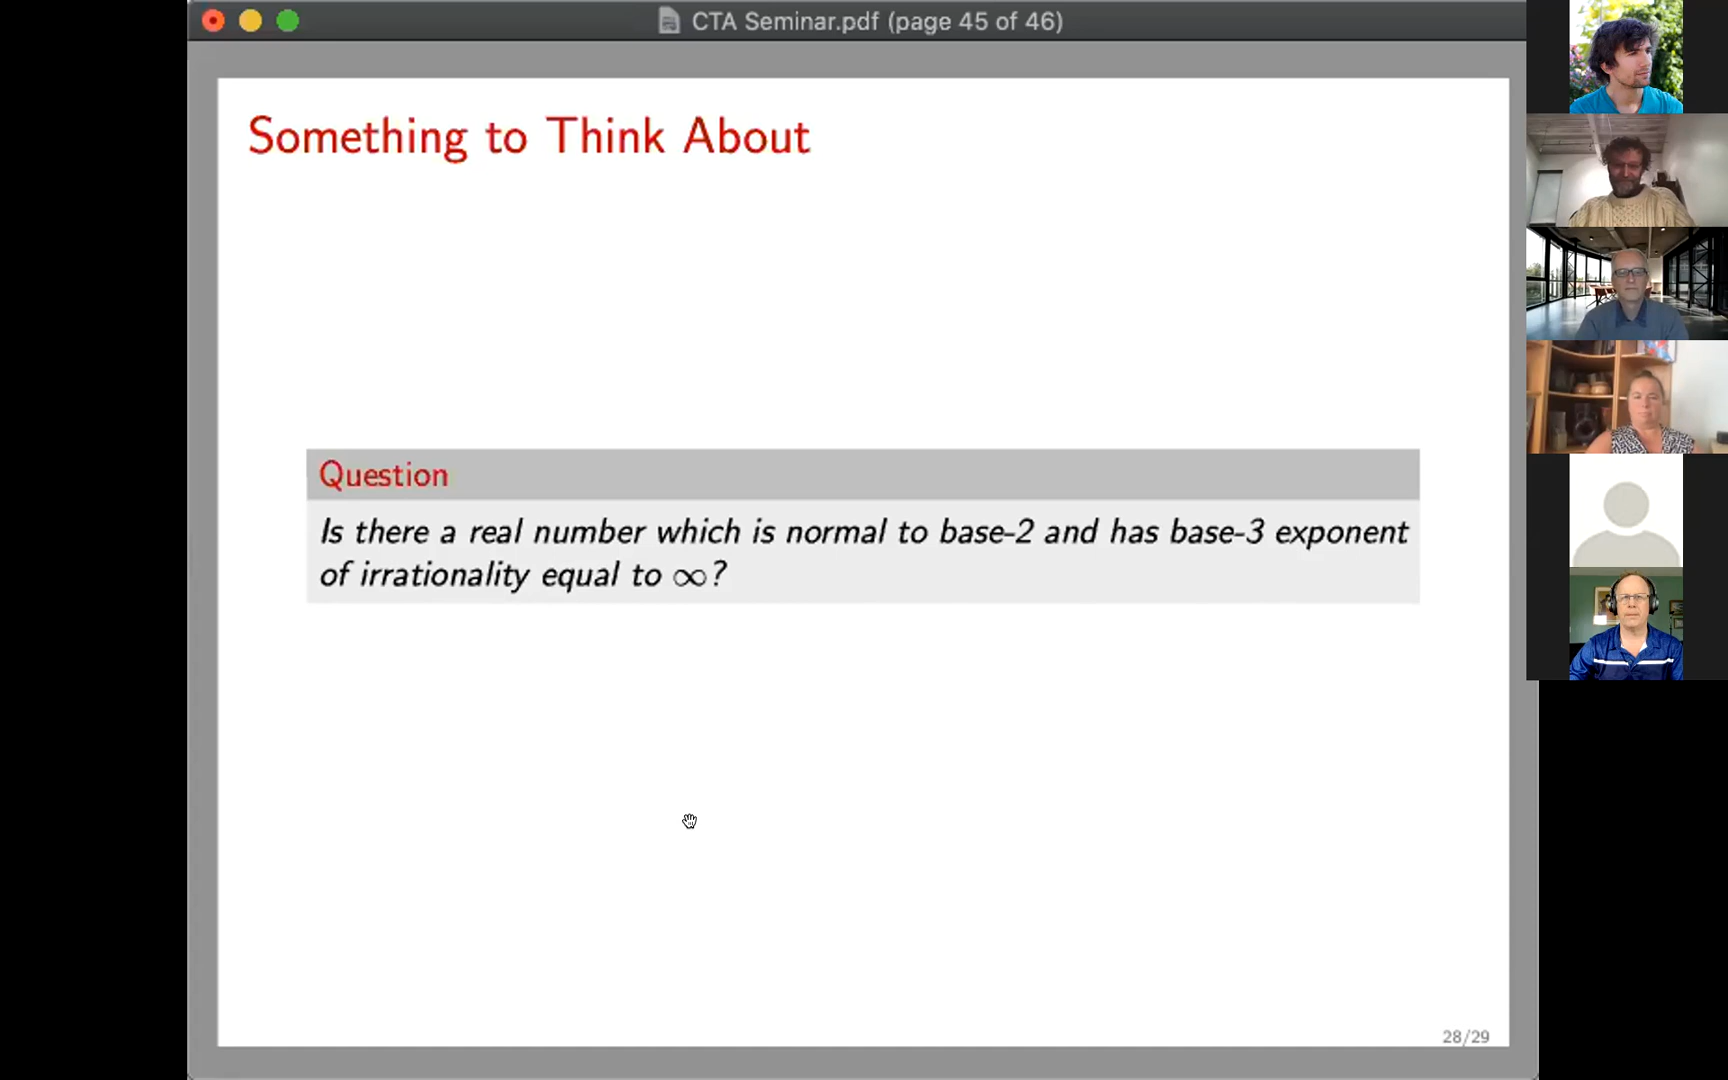 CTA Seminar.pdf (page 45 of 46)
Something to Think About
Question
Is there a real number which is normal to base-2 and has base-3 exponent
of irrationality equal to ∞?
28/29